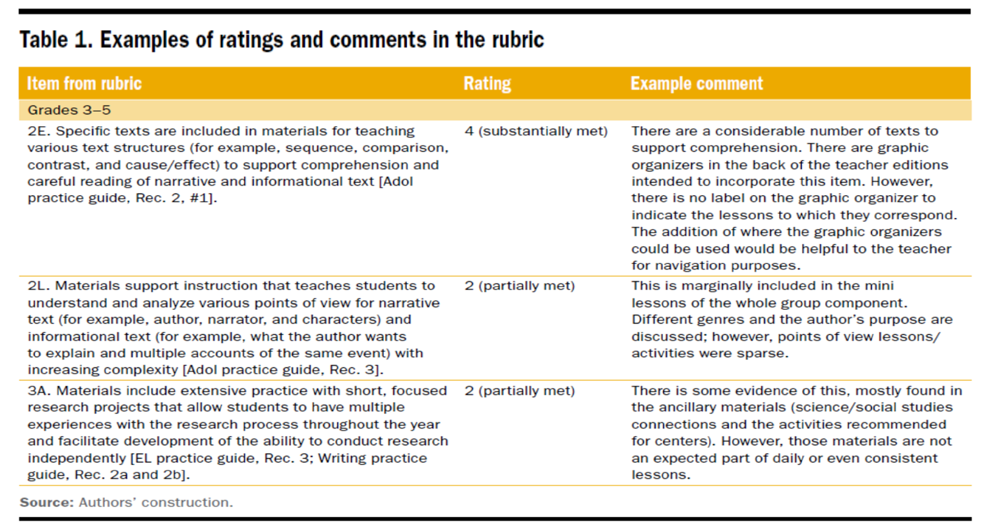 Table 1. Examples of ratings and comments in the rubric
Item from rubric Rating Example comment
Grades 3–5
2E. Specific texts are included in materials for teaching
various text structures (for example, sequence, comparison,
contrast, and cause/effect) to support comprehension and
careful reading of narrative and informational text [Adol
practice guide, Rec. 2, #1].
4 (substantially met)
There are a considerable number of texts to
support comprehension. There are graphic
organizers in the back of the teacher editions
intended to incorporate this item. However,
there is no label on the graphic organizer to
indicate the lessons to which they correspond.
The addition of where the graphic organizers
could be used would be helpful to the teacher
for navigation purposes.
2L. Materials support instruction that teaches students to
understand and analyze various points of view for narrative
text (for example, author, narrator, and characters) and
informational text (for example, what the author wants
to explain and multiple accounts of the same event) with
increasing complexity [Adol practice guide, Rec. 3].
2 (partially met)
This is marginally included in the mini
lessons of the whole group component.
Different genres and the author’s purpose are
discussed; however, points of view lessons/
activities were sparse.
3A. Materials include extensive practice with short, focused
research projects that allow students to have multiple
experiences with the research process throughout the year
and facilitate development of the ability to conduct research
independently [EL practice guide, Rec. 3; Writing practice
guide, Rec. 2a and 2b].
2 (partially met)
There is some evidence of this, mostly found in
the ancillary materials (science/social studies
connections and the activities recommended
for centers). However, those materials are not
an expected part of daily or even consistent
lessons.
Source: Authors’ construction.